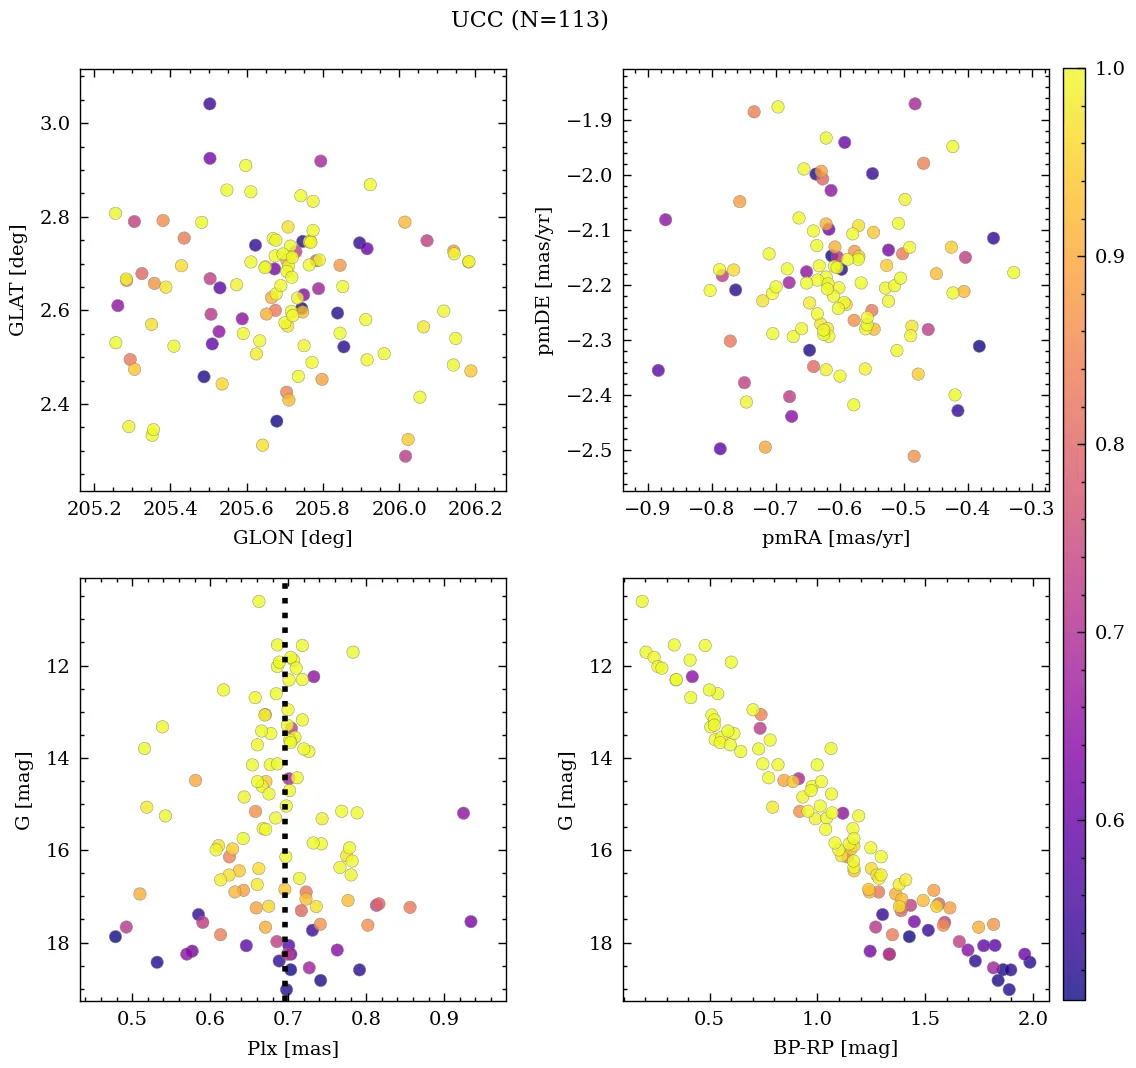 UCC (N=113)
3.0
2.8
2.6
2.4
GLAT [deg]
205.2 205.4 205.6 205.8 206.0 206.2
GLON [deg]
−1.9
−2.0
−2.1
−2.2
−2.3
−2.4
−2.5
pmDE [mas/yr]
−0.9 −0.8 −0.7 −0.6 −0.5 −0.4 −0.3
pmRA [mas/yr]
1.0
0.9
0.8
0.7
0.6
12
14
16
18
G [mag]
0.5 0.6 0.7 0.8 0.9
Plx [mas]
12
14
16
18
G [mag]
0.5 1.0 1.5 2.0
BP-RP [mag]